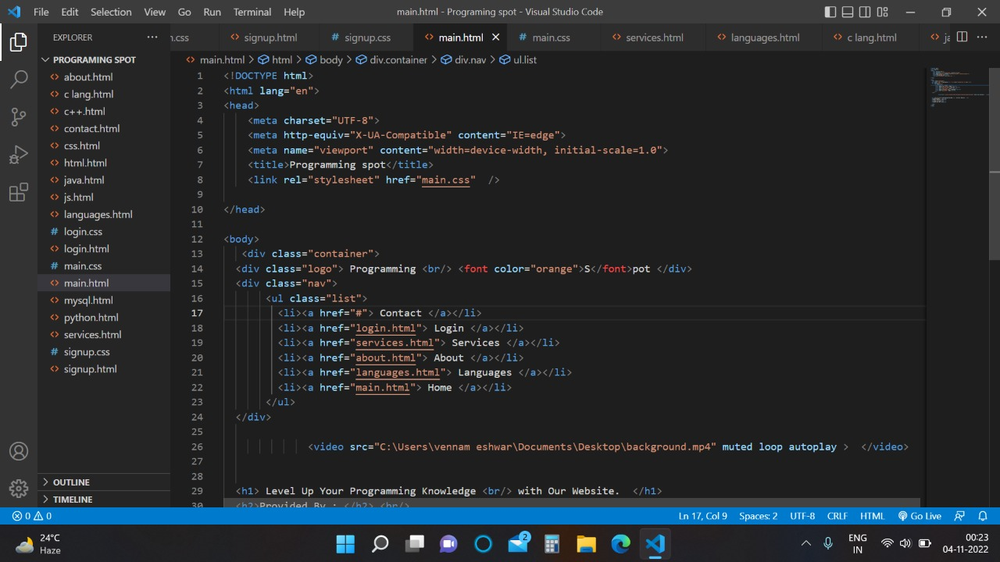 File Edit Selection View Go Run Terminal Help
main.html - Programing spot - Visual Studio Code
EXPLORER
.css signup.html signup.css main.html main.css services.html languages.html c lang.html
PROGRAMING SPOT
about.html
c lang.html
c++.html
contact.html
css.html
html.html
java.html
js.html
languages.html
login.css
login.html
main.css
main.html
mysql.html
python.html
services.html
signup.css
signup.html
OUTLINE
TIMELINE
main.html > html > body > div.container > div.nav > ul.list
1 <!DOCTYPE html>
2 <html lang="en">
3 <head>
4 <meta charset="UTF-8">
5 <meta http-equiv="X-UA-Compatible" content="IE=edge">
6 <meta name="viewport" content="width=device-width, initial-scale=1.0">
7 <title>Programming spot</title>
8 <link rel="stylesheet" href="main.css"  />
9
10 </head>
11
12 <body>
13 <div class="container">
14 <div class="logo"> Programming <br/> <font color="orange">S</font>pot </div>
15 <div class="nav">
16 <ul class="list">
17 <li><a href="#"> Contact </a></li>
18 <li><a href="login.html"> Login </a></li>
19 <li><a href="services.html"> Services </a></li>
20 <li><a href="about.html"> About </a></li>
21 <li><a href="languages.html"> Languages </a></li>
22 <li><a href="main.html"> Home </a></li>
23 </ul>
24 </div>
25
26 <video src="C:\Users\vennam eshwar\Documents\Desktop\background.mp4" muted loop autoplay >  </video>
27
28
29 <h1> Level Up Your Programming Knowledge <br/> with Our Website.  </h1>
30 <h2>Provided By : </h2> <br/>
0 0
Ln 17, Col 9 Spaces: 2 UTF-8 CRLF HTML Go Live
24°C
Haze
2
ENG
IN
00:23
04-11-2022